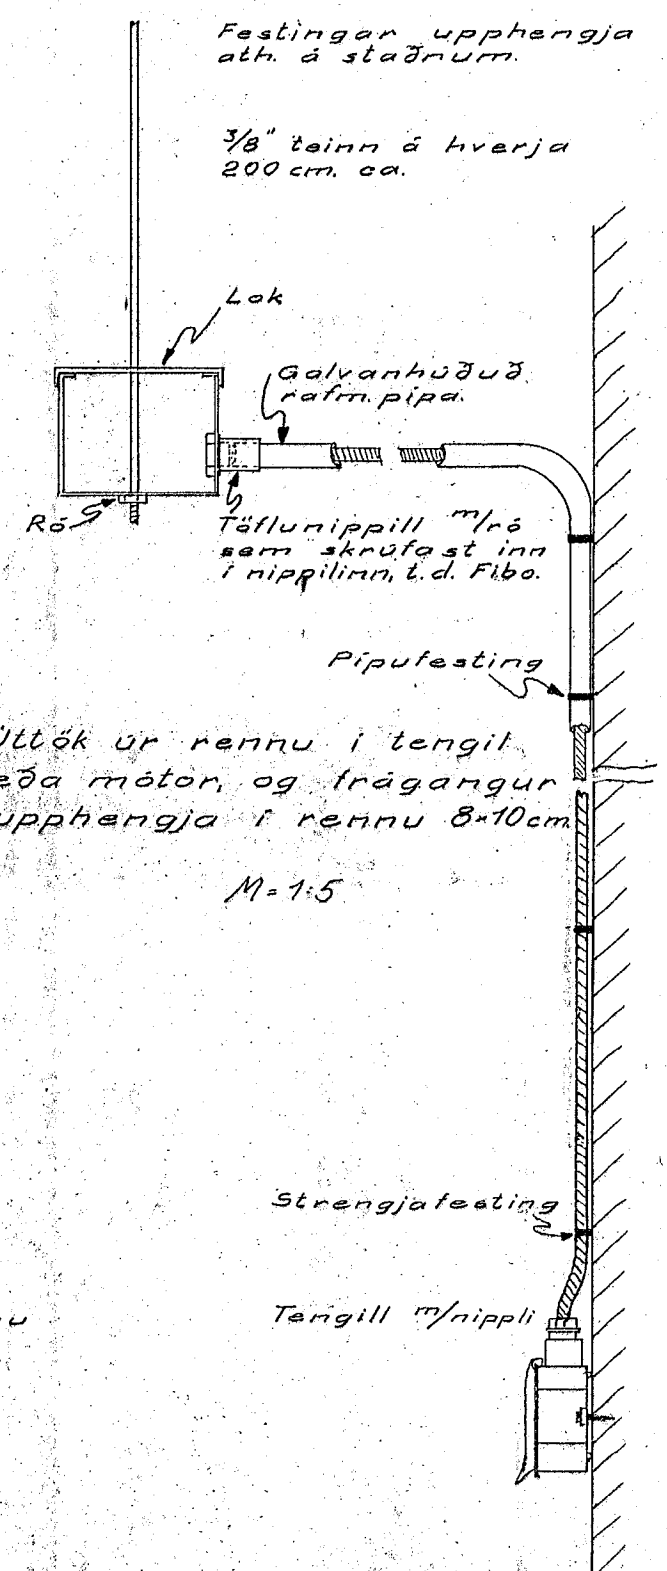 Festingar upphengja
ath. á staðnum.
3/8" teinn á hverja
200 cm. ca.
Lok
Galvanhúðuð
rafm. pípa.
Ró
Töflunippill m/ró
sem skrúfast inn
í nippilinn, t.d. Fibo.
Pípufesting
Úttök úr rennu í tengil
eða mótor, og frágangur
upphengja í rennu 8×10cm
M=1:5
Strengjafesting
Tengill m/nippli